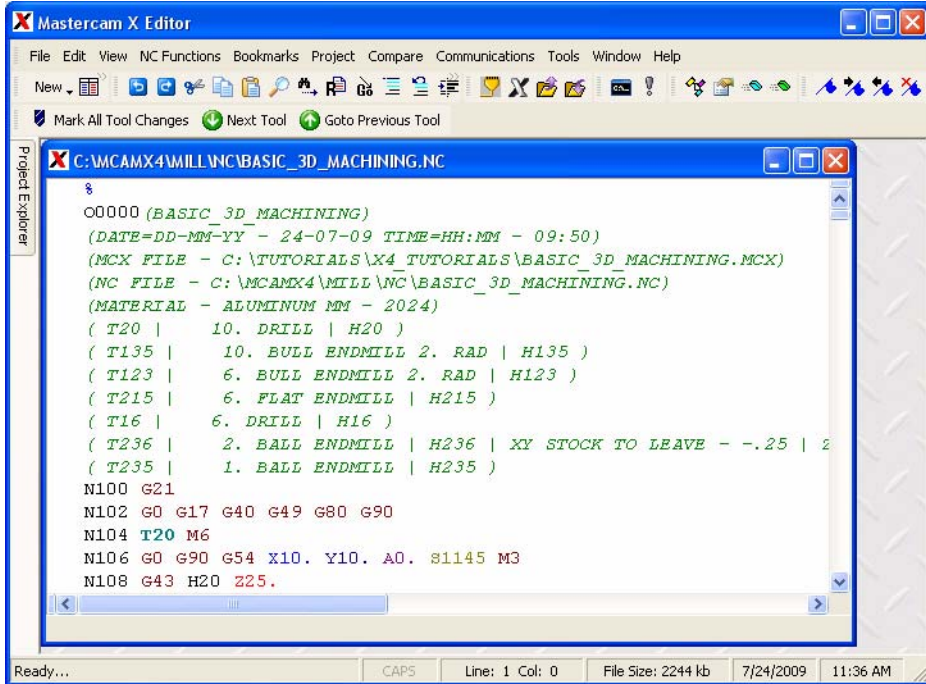 Mastercam X Editor
File Edit View NC Functions Bookmarks Project Compare Communications Tools Window Help
New
Mark All Tool Changes Next Tool Goto Previous Tool
Project Explorer
C:\MCAMX4\MILL\NC\BASIC_3D_MACHINING.NC
%
O0000 (BASIC_3D_MACHINING)
(DATE=DD-MM-YY - 24-07-09 TIME=HH:MM - 09:50)
(MCX FILE - C:\TUTORIALS\X4_TUTORIALS\BASIC_3D_MACHINING.MCX)
(NC FILE - C:\MCAMX4\MILL\NC\BASIC_3D_MACHINING.NC)
(MATERIAL - ALUMINUM MM - 2024)
( T20 | 10. DRILL | H20 )
( T135 | 10. BULL ENDMILL 2. RAD | H135 )
( T123 | 6. BULL ENDMILL 2. RAD | H123 )
( T215 | 6. FLAT ENDMILL | H215 )
( T16 | 6. DRILL | H16 )
( T236 | 2. BALL ENDMILL | H236 | XY STOCK TO LEAVE - -.25 |
( T235 | 1. BALL ENDMILL | H235 )
N100 G21
N102 G0 G17 G40 G49 G80 G90
N104 T20 M6
N106 G0 G90 G54 X10. Y10. A0. S1145 M3
N108 G43 H20 Z25.
Ready... CAPS Line: 1 Col: 0 File Size: 2244 kb 7/24/2009 11:36 AM